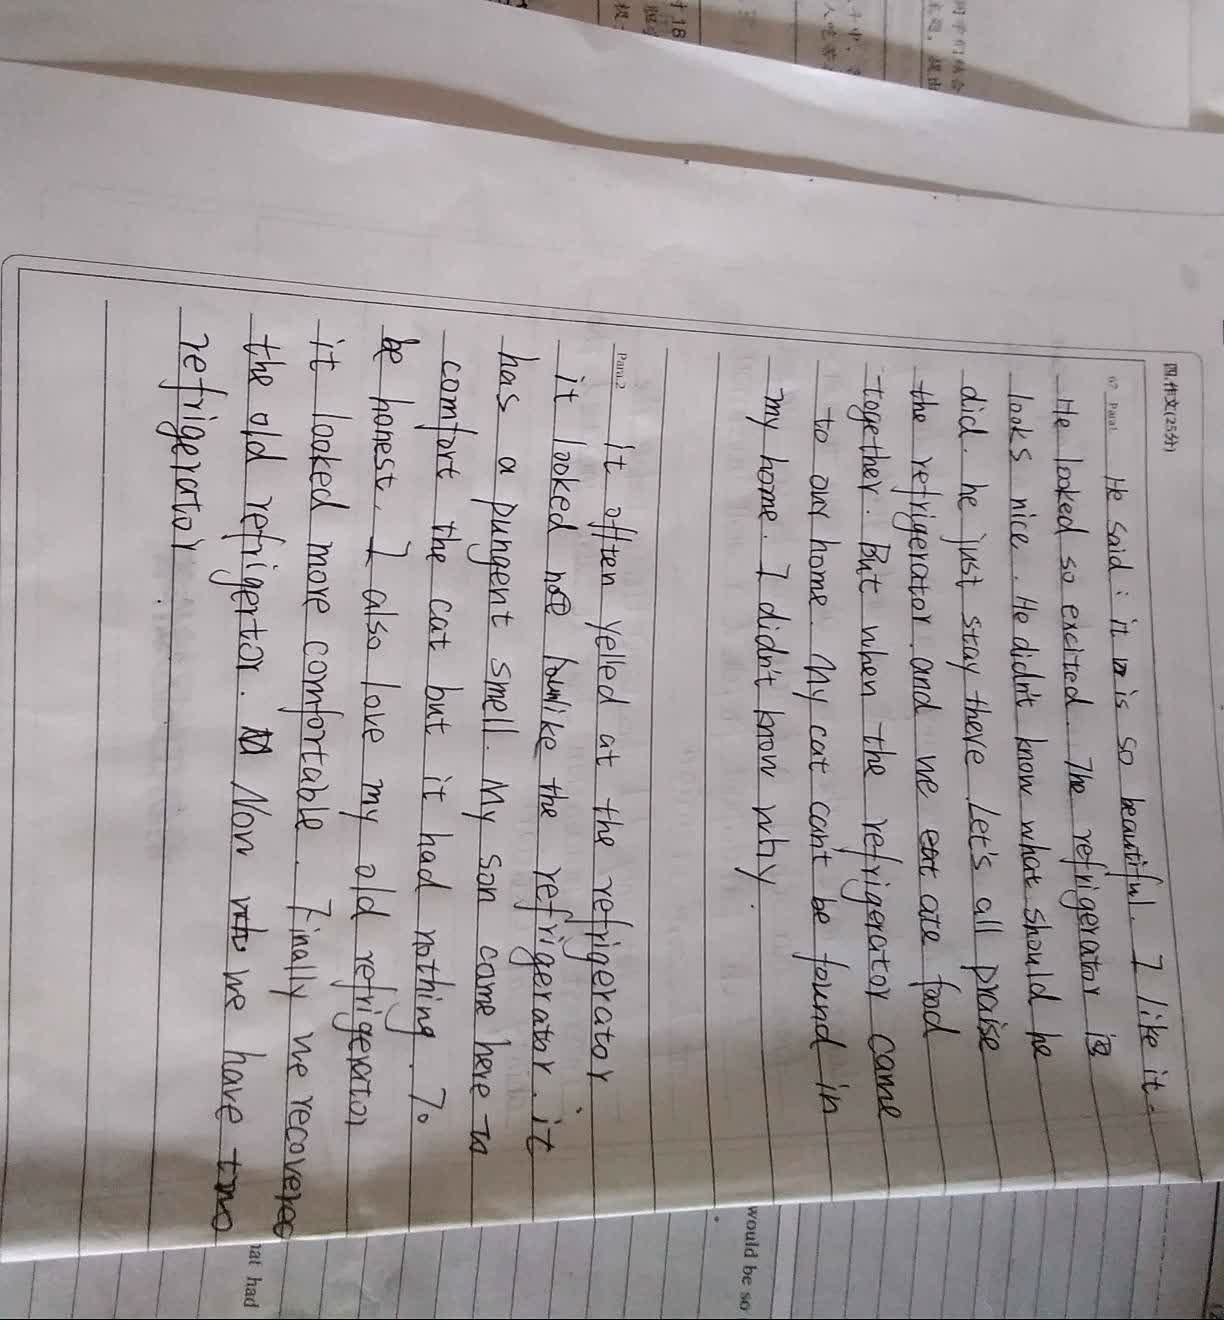 四.作文(25分)
67. Para1. He said : it is so beautiful. I like it.
He looked so excited. The refrigerator is
looks nice. He didn't know what should he
did. he just stay there Let's all praise
the refrigerator and we eat ate food
together. But when the refrigerator came
to our home. My cat can't be found in
my home. I didn't know why.
Para2 it often yelled at the refrigerator
it looked not like the refrigerator. it
has a pungent smell. My son came here to
comfort the cat but it had nothing. To
be honest, I also love my old refrigerator
it looked more comfortable. Finally we recovered
the old refrigertor. Now we have two
refrigerator.
would be so
hat had